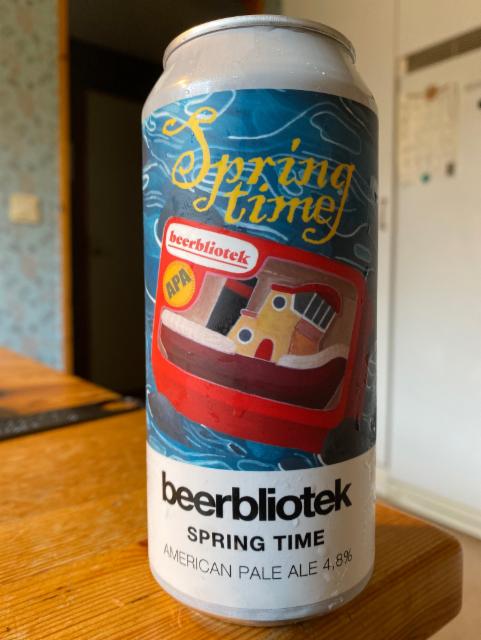 Spring
time
beerbliotek
APA
beerbliotek
SPRING TIME
AMERICAN PALE ALE 4,8%